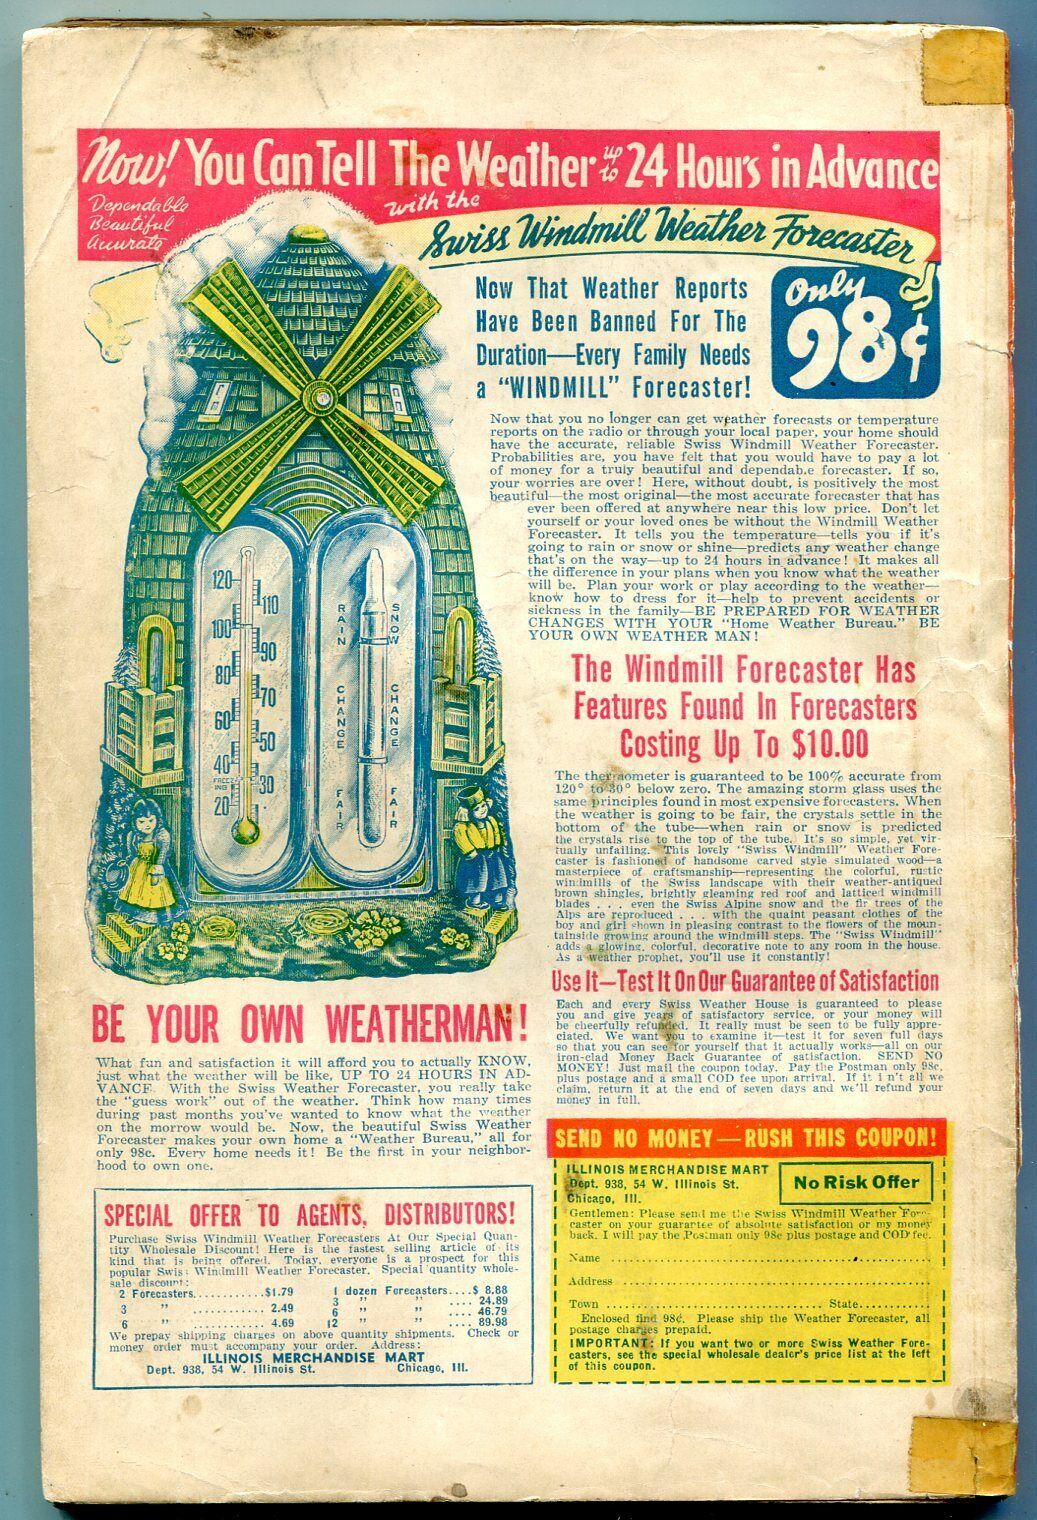 Now! You Can Tell The Weather up to 24 Hours in Advance
Dependable
Beautiful
Accurate
with the
Swiss Windmill Weather Forecaster
Now That Weather Reports
Have Been Banned For The
Duration—Every Family Needs
a "WINDMILL" Forecaster!
Only
98¢
Now that you no longer can get weather forecasts or temperature
reports on the radio or through your local paper, your home should
have the accurate, reliable Swiss Windmill Weather Forecaster.
Probabilities are, you have felt that you would have to pay a lot
of money for a truly beautiful and dependable forecaster. If so,
your worries are over! Here, without doubt, is positively the most
beautiful—the most original—the most accurate forecaster that has
ever been offered at anywhere near this low price. Don't let
yourself or your loved ones be without the Windmill Weather
Forecaster. It tells you the temperature—tells you if it's
going to rain or snow or shine—predicts any weather change
that's on the way—up to 24 hours in advance! It makes all
the difference in your plans when you know what the weather
will be. Plan your work or play according to the weather—
know how to dress for it—help to prevent accidents or
sickness in the family—BE PREPARED FOR WEATHER
CHANGES WITH YOUR "Home Weather Bureau." BE
YOUR OWN WEATHER MAN!
120
110
100
90
80
70
60
50
40
FREEZ
ING
30
20
RAIN
SNOW
CHANGE
CHANGE
FAIR
FAIR
The Windmill Forecaster Has
Features Found In Forecasters
Costing Up To $10.00
The thermometer is guaranteed to be 100% accurate from
120° to 30° below zero. The amazing storm glass uses the
same principles found in most expensive forecasters. When
the weather is going to be fair, the crystals settle in the
bottom of the tube—when rain or snow is predicted
the crystals rise to the top of the tube. It's so simple, yet vir-
tually unfailing. This lovely "Swiss Windmill" Weather Fore-
caster is fashioned of handsome carved style simulated wood—a
masterpiece of craftsmanship—representing the colorful, rustic
windmills of the Swiss landscape with their weather-antiqued
brown shingles, brightly gleaming red roof and latticed windmill
blades . . . even the Swiss Alpine snow and the fir trees of the
Alps are reproduced . . . with the quaint peasant clothes of the
boy and girl shown in pleasing contrast to the flowers of the moun-
tainside growing around the windmill steps. The "Swiss Windmill"
adds a glowing, colorful, decorative note to any room in the house.
As a weather prophet, you'll use it constantly!
Use It—Test It On Our Guarantee of Satisfaction
Each and every Swiss Weather House is guaranteed to please
you and give years of satisfactory service, or your money will
be cheerfully refunded. It really must be seen to be fully appre-
ciated. We want you to examine it—test it for seven full days
so that you can see for yourself that it actually works—all on our
iron-clad Money Back Guarantee of satisfaction. SEND NO
MONEY! Just mail the coupon today. Pay the Postman only 98c,
plus postage and a small COD fee upon arrival. If it i n't all we
claim, return it at the end of seven days and we'll refund your
money in full.
BE YOUR OWN WEATHERMAN!
What fun and satisfaction it will afford you to actually KNOW,
just what the weather will be like, UP TO 24 HOURS IN AD-
VANCE. With the Swiss Weather Forecaster, you really take
the "guess work" out of the weather. Think how many times
during past months you've wanted to know what the weather
on the morrow would be. Now, the beautiful Swiss Weather
Forecaster makes your own home a "Weather Bureau," all for
only 98c. Every home needs it! Be the first in your neighbor-
hood to own one.
SPECIAL OFFER TO AGENTS, DISTRIBUTORS!
Purchase Swiss Windmill Weather Forecasters At Our Special Quan-
tity Wholesale Discount! Here is the fastest selling article of its
kind that is being offered. Today, everyone is a prospect for this
popular Swiss Windmill Weather Forecaster. Special quantity whole-
sale discount:
2 Forecasters............$1.79 1 dozen Forecasters....$ 8.88
3 " ............ 2.49 3 " " .... 24.89
6 " ............ 4.69 6 " " .... 46.79
12 " " .... 89.98
We prepay shipping charges on above quantity shipments. Check or
money order must accompany your order. Address:
ILLINOIS MERCHANDISE MART
Dept. 938, 54 W. Illinois St. Chicago, Ill.
SEND NO MONEY—RUSH THIS COUPON!
ILLINOIS MERCHANDISE MART
Dept. 938, 54 W. Illinois St.
Chicago, Ill.
No Risk Offer
Gentlemen: Please send me the Swiss Windmill Weather Fore-
caster on your guarantee of absolute satisfaction or my money
back. I will pay the Postman only 98c plus postage and COD fee.
Name
Address
Town State
Enclosed find 98c. Please ship the Weather Forecaster, all
postage charges prepaid.
IMPORTANT: If you want two or more Swiss Weather Fore-
casters, see the special wholesale dealer's price list at the left
of this coupon.